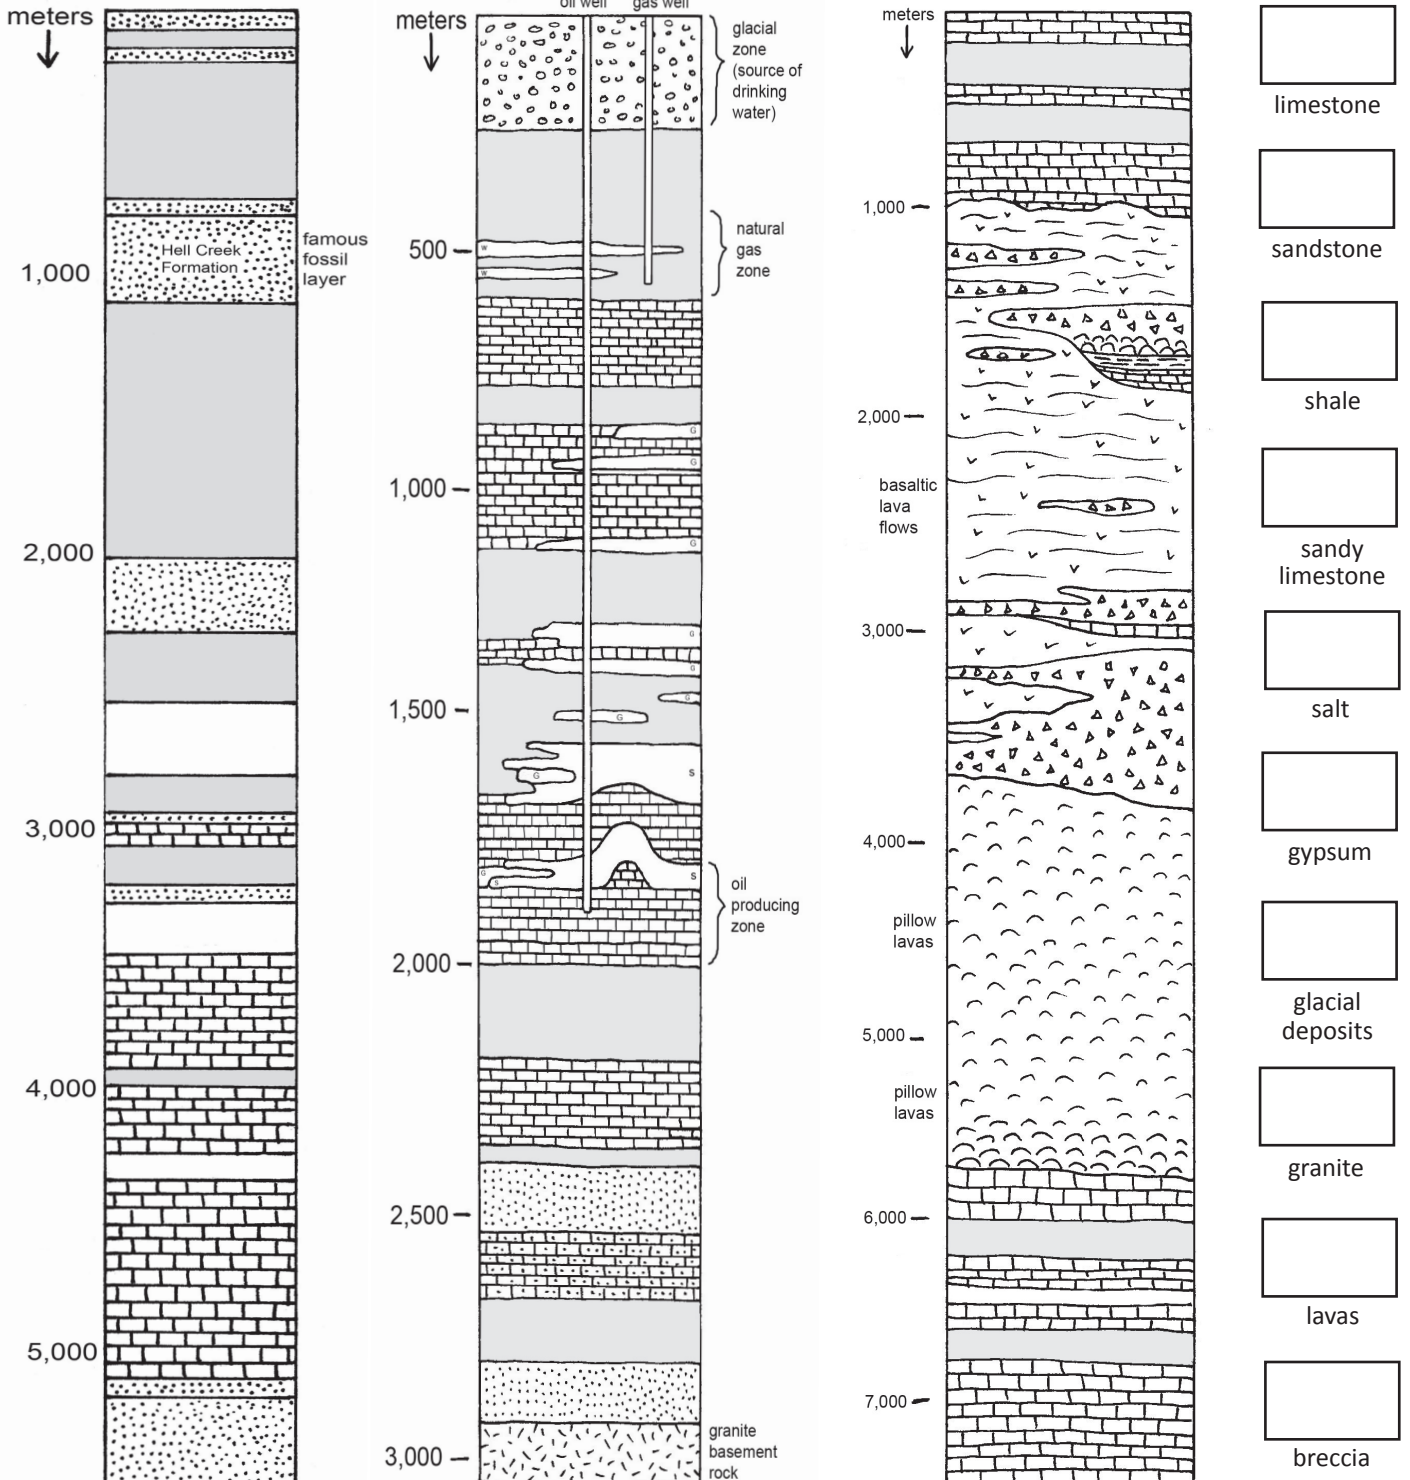 meters
1,000
2,000
3,000
4,000
5,000
Hell Creek
Formation
famous
fossil
layer
meters
oil well
gas well
glacial
zone
(source of
drinking
water)
500
W
W
natural
gas
zone
G
G
1,000
G
G
G
G
1,500
G
S
G
G
S
S
oil
producing
zone
2,000
2,500
3,000
granite
basement
rock
meters
1,000
2,000
basaltic
lava
flows
3,000
4,000
pillow
lavas
5,000
pillow
lavas
6,000
7,000
limestone
sandstone
shale
sandy
limestone
salt
gypsum
glacial
deposits
granite
lavas
breccia